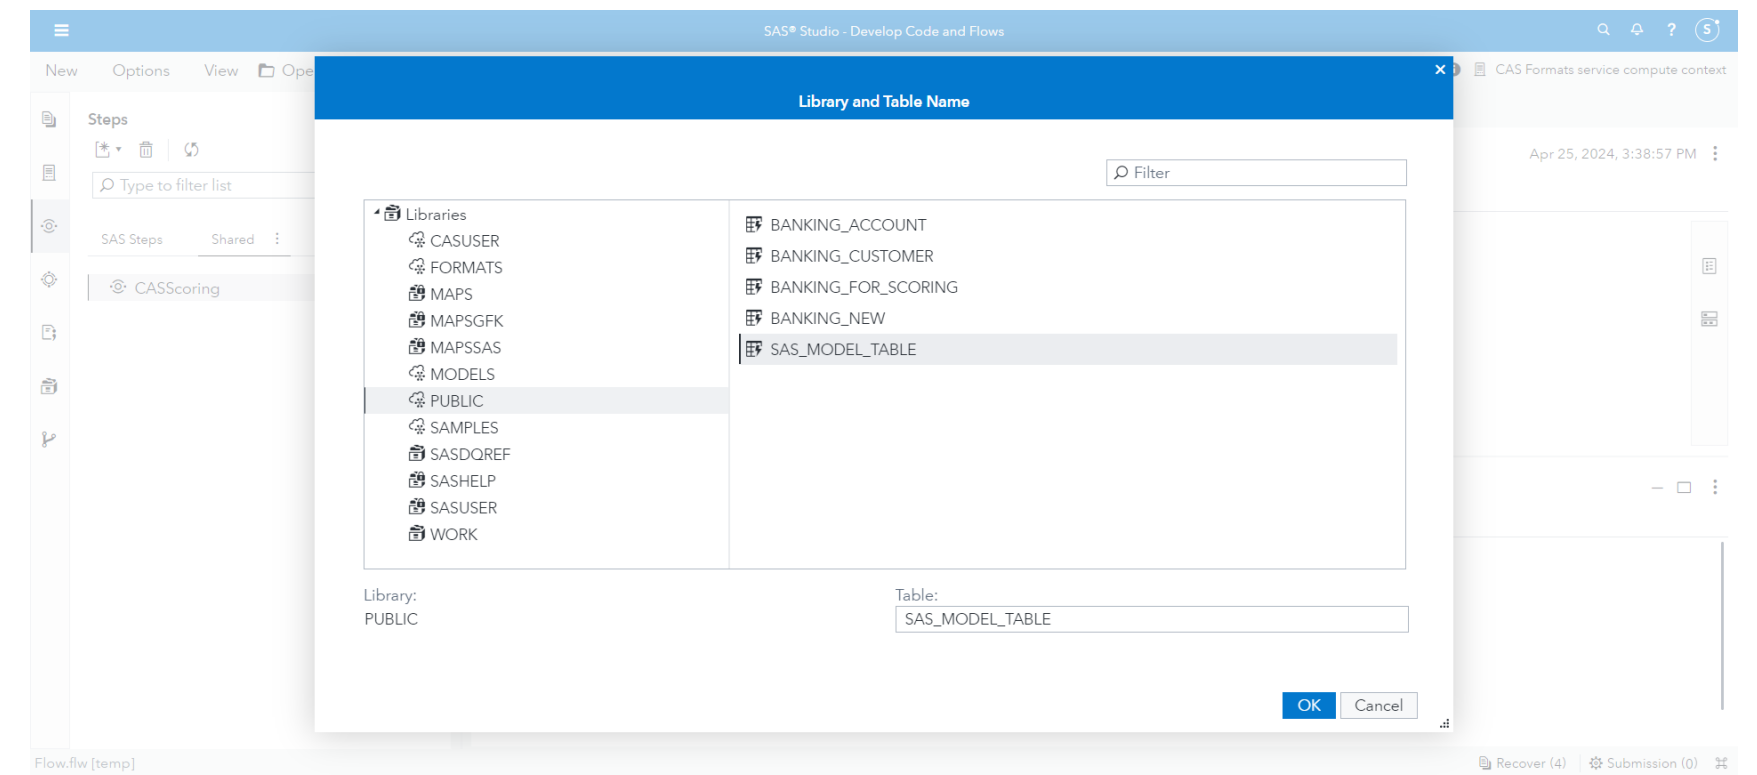 SAS® Studio - Develop Code and Flows
?
S
New Options View Ope
CAS Formats service compute context
Library and Table Name
Steps
Apr 25, 2024, 3:38:57 PM
Filter
Type to filter list
SAS Steps Shared
CASScoring
Libraries
CASUSER
FORMATS
MAPS
MAPSGFK
MAPSSAS
MODELS
PUBLIC
SAMPLES
SASDQREF
SASHELP
SASUSER
WORK
BANKING_ACCOUNT
BANKING_CUSTOMER
BANKING_FOR_SCORING
BANKING_NEW
SAS_MODEL_TABLE
Library:
PUBLIC
Table:
SAS_MODEL_TABLE
OK Cancel
Flow.flw [temp]
Recover (4) Submission (0)